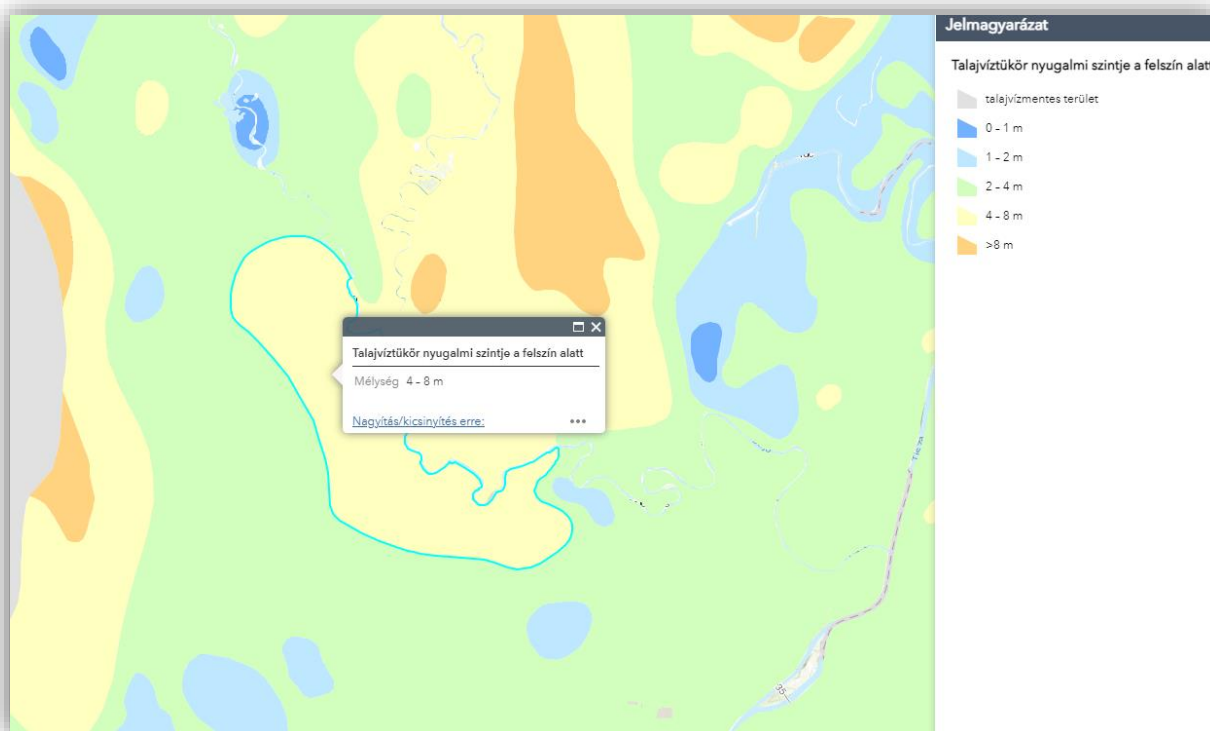 Jelmagyarázat
Talajvíztükör nyugalmi szintje a felszín alatt
talajvízmentes terület
0 - 1 m
1 - 2 m
2 - 4 m
4 - 8 m
>8 m
Talajvíztükör nyugalmi szintje a felszín alatt
Mélység 4 - 8 m
Nagyítás/kicsinyítés erre:
35